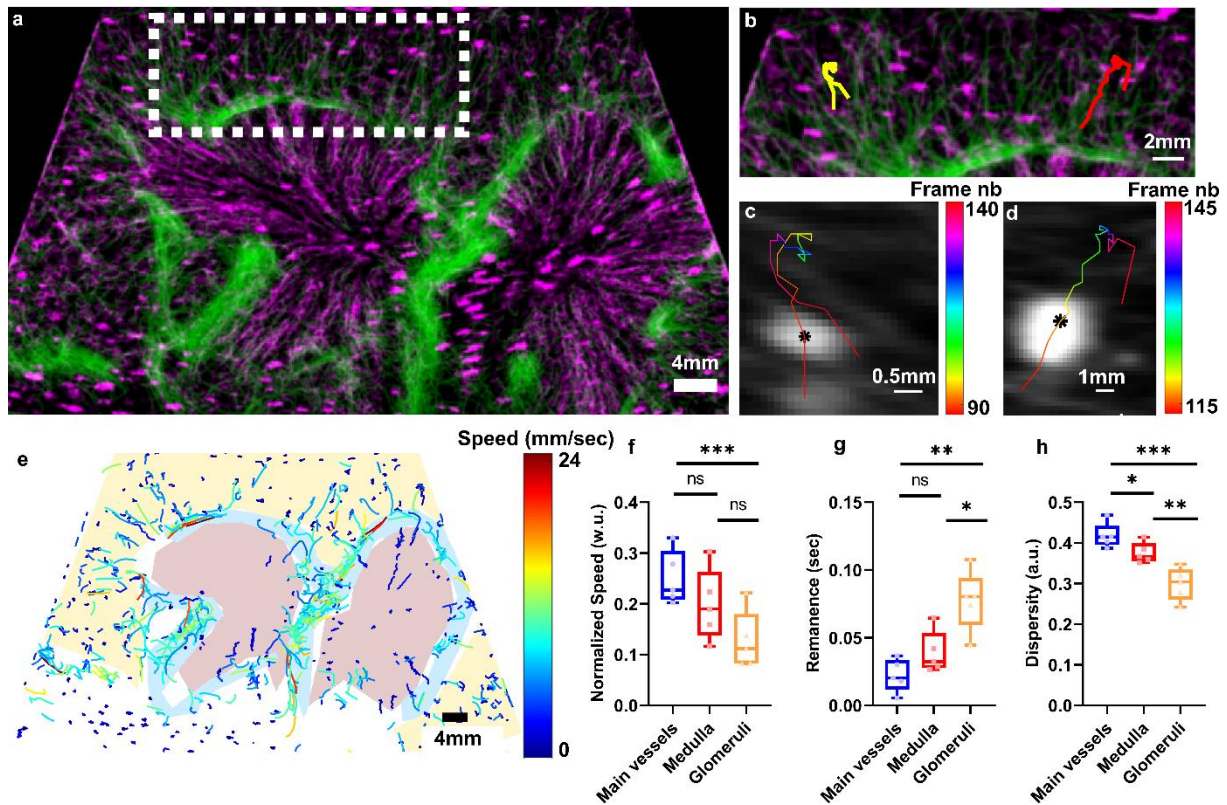 a
4mm
b
2mm
Frame nb
Frame nb
c
140
90
0.5mm
d
145
115
1mm
e
Speed (mm/sec)
24
0
4mm
f
***
ns
ns
Normalized Speed (w.u.)
0.4
0.3
0.2
0.1
0.0
Main vessels
Medulla
Glomeruli
g
**
ns
*
Remanence (sec)
0.15
0.10
0.05
0.00
Main vessels
Medulla
Glomeruli
h
***
*
**
Dispersity (a.u.)
0.5
0.4
0.3
0.2
0.1
0.0
Main vessels
Medulla
Glomeruli